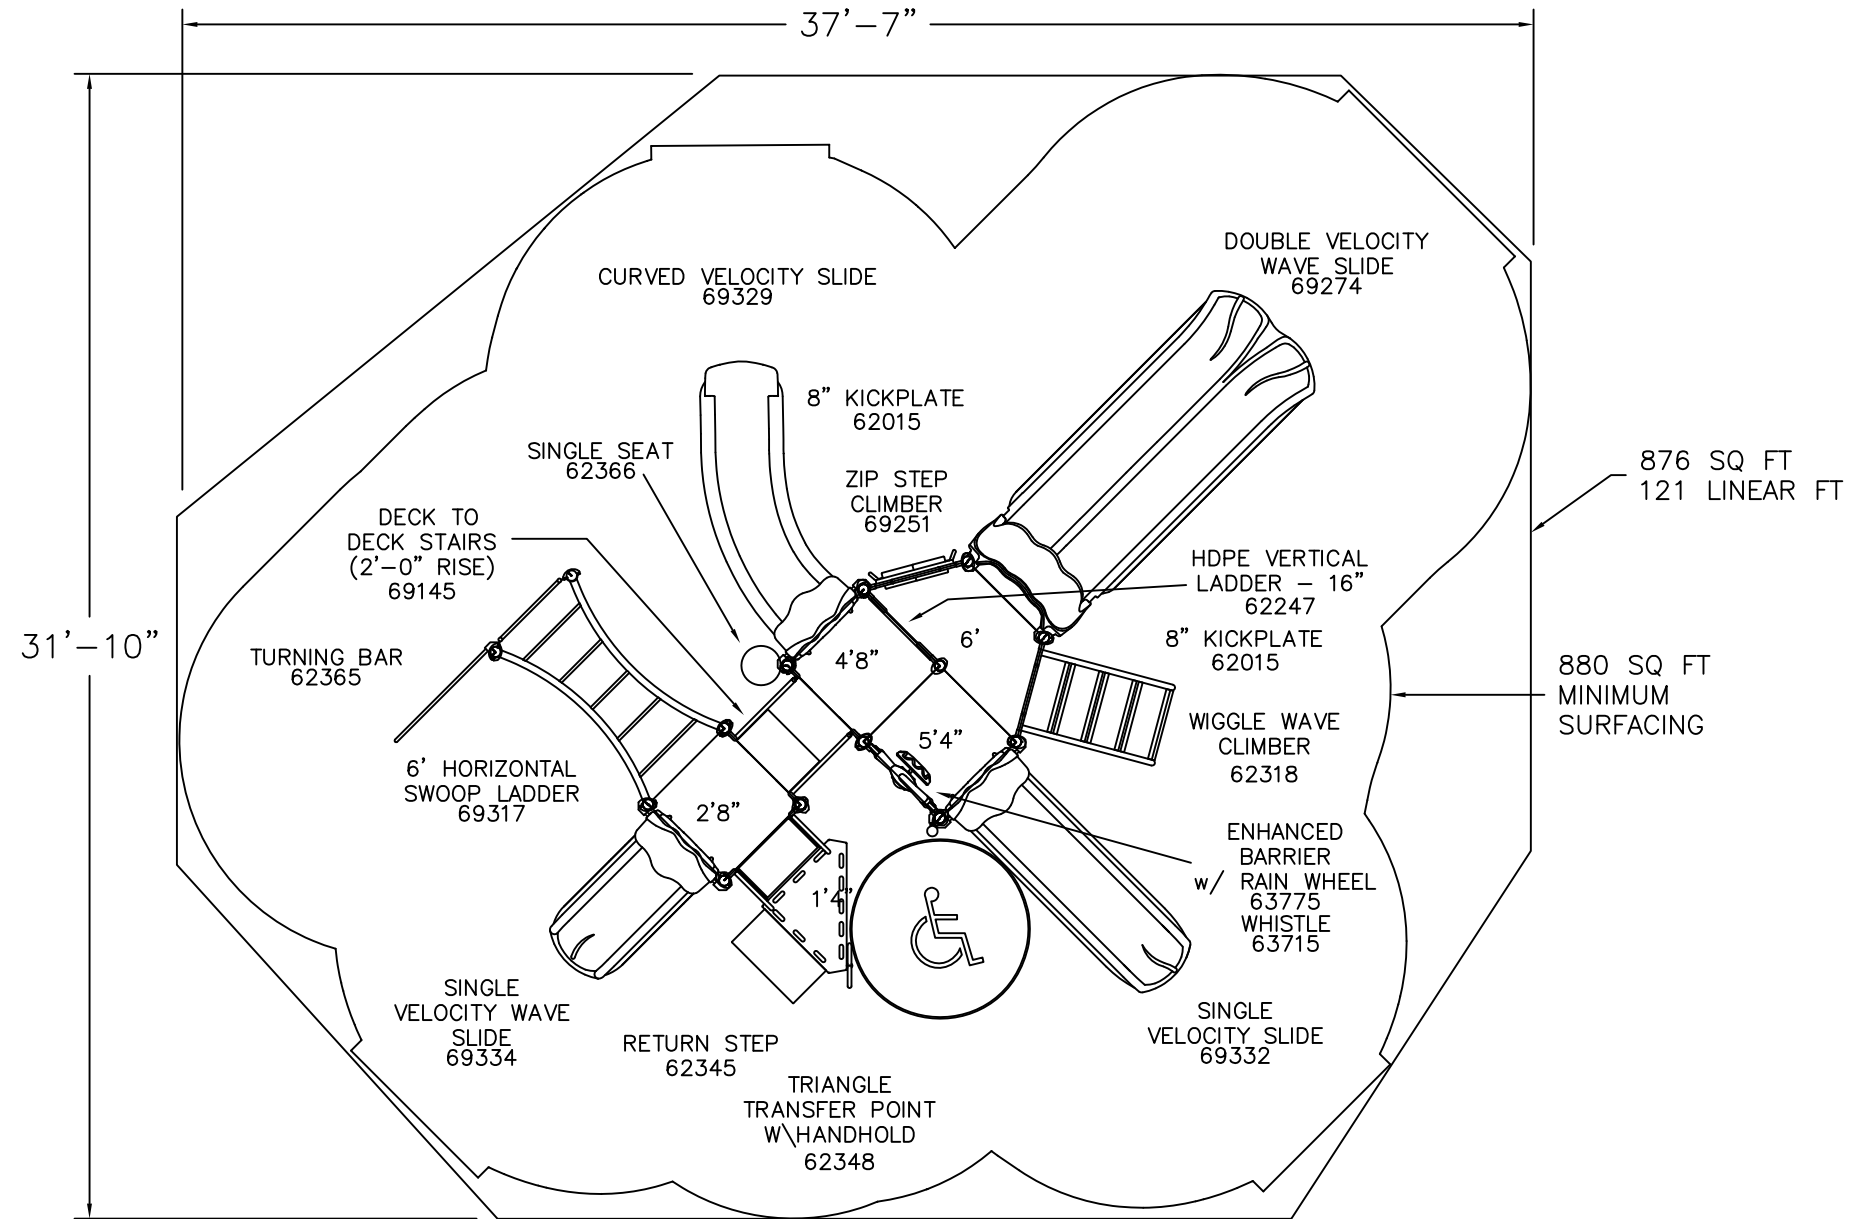 37'-7"
31'-10"
CURVED VELOCITY SLIDE
69329
DOUBLE VELOCITY
WAVE SLIDE
69274
8" KICKPLATE
62015
SINGLE SEAT
62366
ZIP STEP
CLIMBER
69251
876 SQ FT
121 LINEAR FT
DECK TO
DECK STAIRS
(2'-0" RISE)
69145
HDPE VERTICAL
LADDER - 16"
62247
8" KICKPLATE
62015
TURNING BAR
62365
4'8"
6'
880 SQ FT
MINIMUM
SURFACING
5'4"
WIGGLE WAVE
CLIMBER
62318
6' HORIZONTAL
SWOOP LADDER
69317
2'8"
1'4"
ENHANCED
BARRIER
w/ RAIN WHEEL
63775
WHISTLE
63715
SINGLE
VELOCITY WAVE
SLIDE
69334
RETURN STEP
62345
SINGLE
VELOCITY SLIDE
69332
TRIANGLE
TRANSFER POINT
W\HANDHOLD
62348